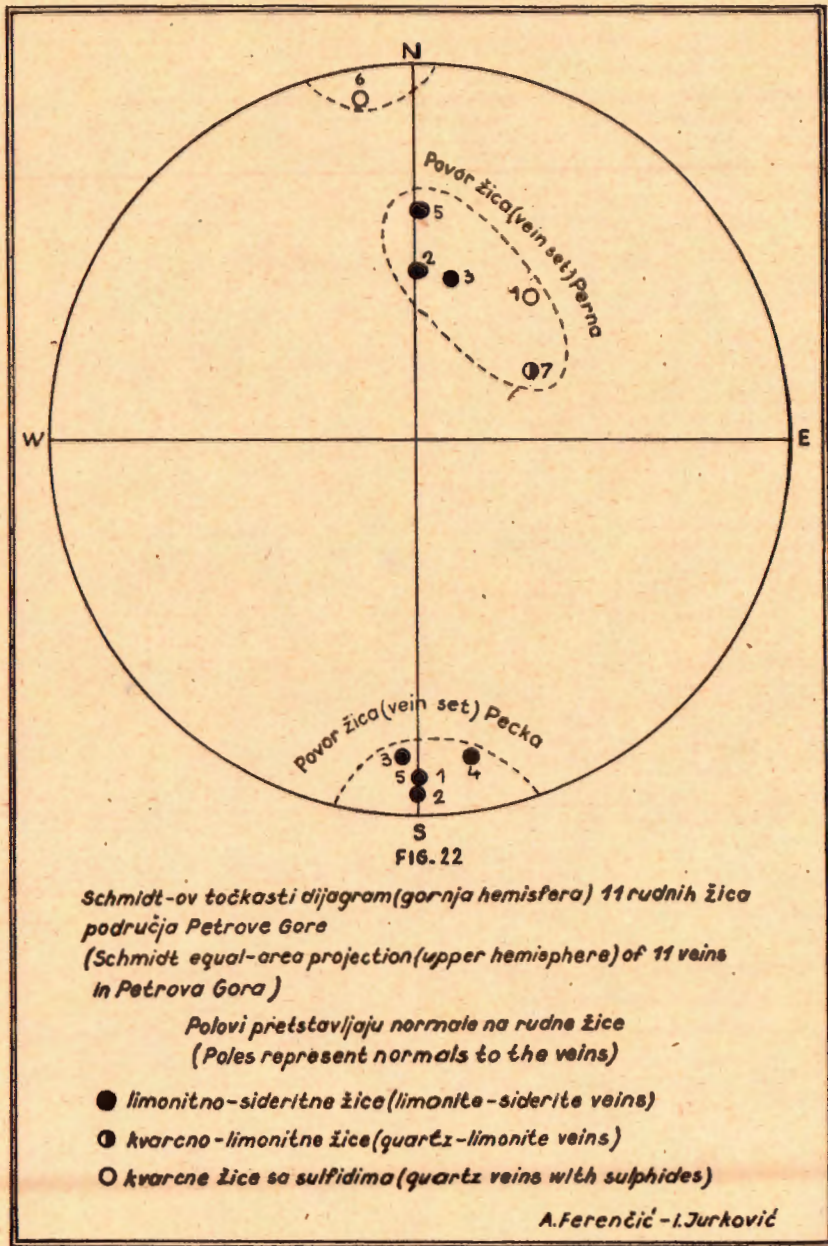 N
6
Povor žica (vein set) Perna
5
2
3
1
7
W
E
Povor žica (vein set) Pecka
3
4
5
1
2
S
FIG. 22
Schmidt-ov točkasti dijagram (gornja hemisfera) 11 rudnih žica
područja Petrove Gore
(Schmidt equal-area projection (upper hemisphere) of 11 veins
in Petrova Gora)
Polovi pretstavljaju normale na rudne žice
(Poles represent normals to the veins)
limonitno-sideritne žice (limonite-siderite veins)
kvarcno-limonitne žice (quartz-limonite veins)
kvarcne žice sa sulfidima (quartz veins with sulphides)
A. Ferenčić - I. Jurković